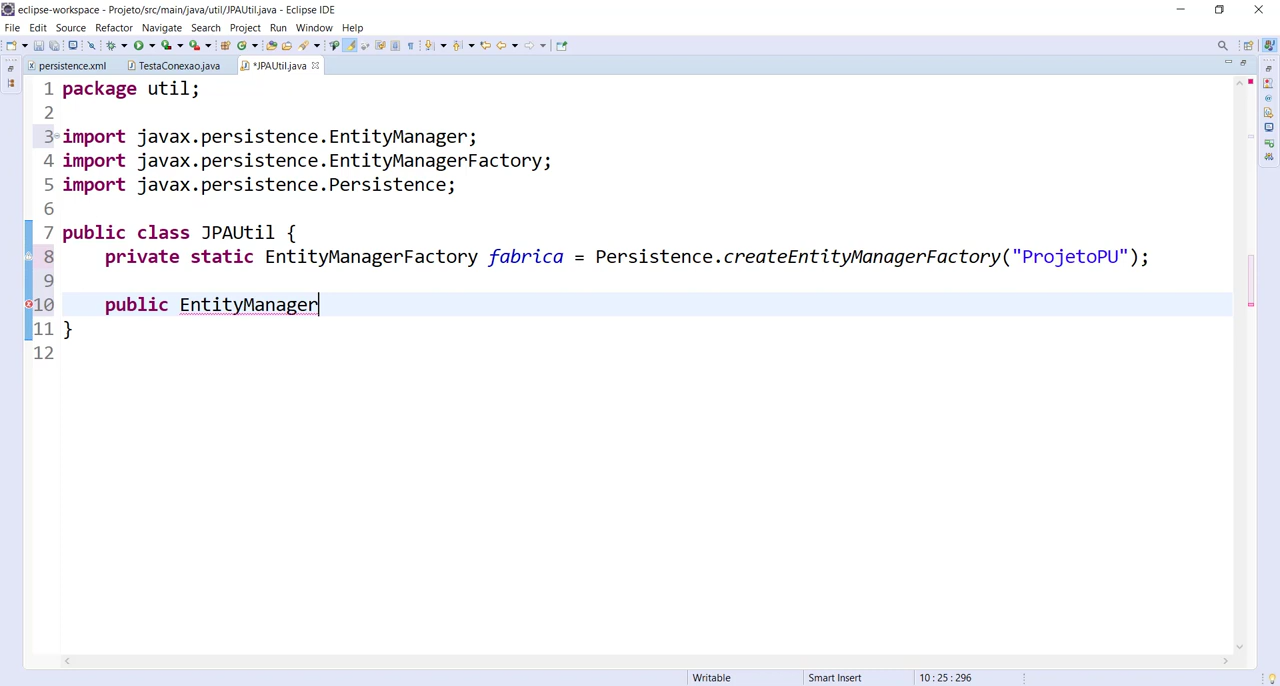 eclipse-workspace - Projeto/src/main/java/util/JPAUtil.java - Eclipse IDE
File Edit Source Refactor Navigate Search Project Run Window Help
persistence.xml TestaConexao.java *JPAUtil.java
1 package util;
2
3 import javax.persistence.EntityManager;
4 import javax.persistence.EntityManagerFactory;
5 import javax.persistence.Persistence;
6
7 public class JPAUtil {
8 private static EntityManagerFactory fabrica = Persistence.createEntityManagerFactory("ProjetoPU");
9
10 public EntityManager
11 }
12
Writable Smart Insert 10 : 25 : 296